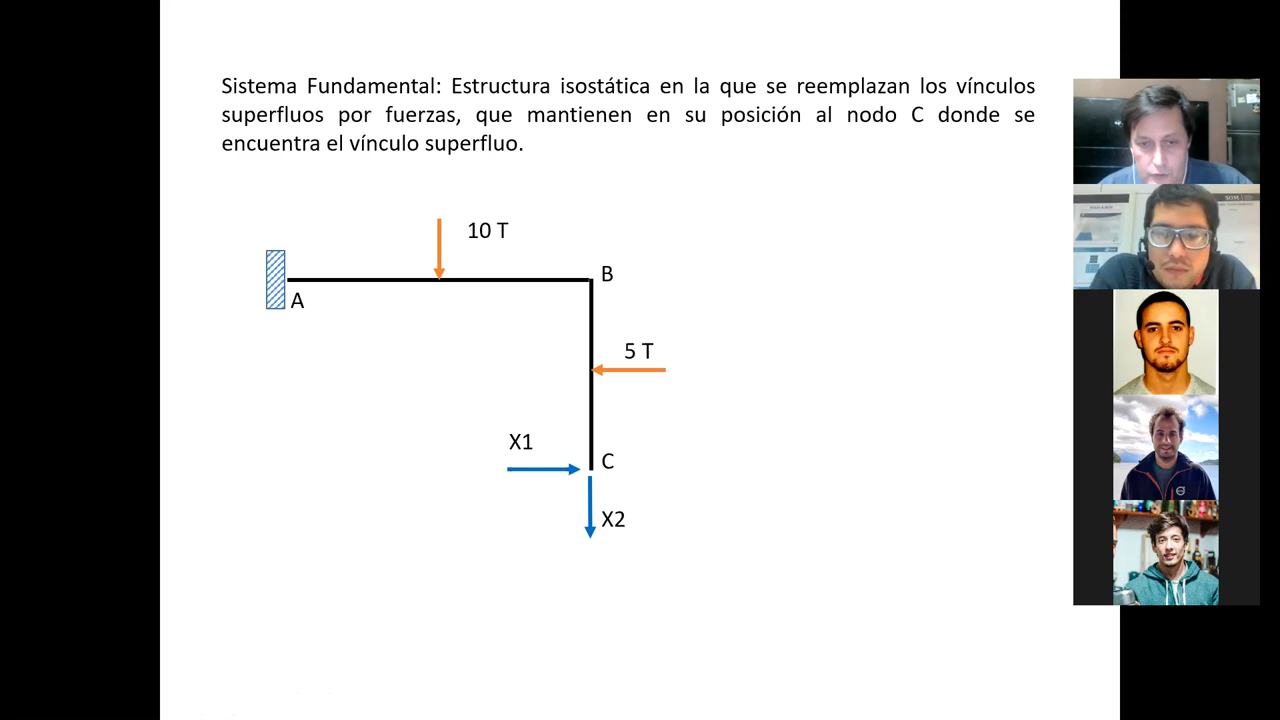 Sistema Fundamental: Estructura isostática en la que se reemplazan los vínculos
superfluos por fuerzas, que mantienen en su posición al nodo C donde se
encuentra el vínculo superfluo.
10 T
B
A
5 T
X1
C
X2
SOM